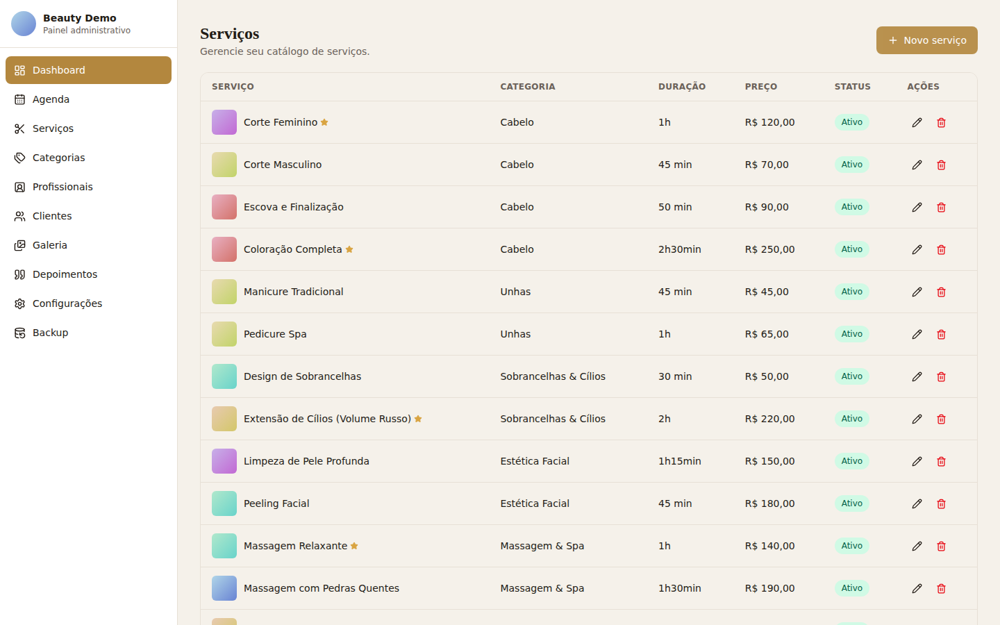 Beauty Demo
Painel administrativo
Dashboard
Agenda
Serviços
Categorias
Profissionais
Clientes
Galeria
Depoimentos
Configurações
Backup
Serviços
Gerencie seu catálogo de serviços.
Novo serviço
SERVIÇO CATEGORIA DURAÇÃO PREÇO STATUS AÇÕES
Corte Feminino Cabelo 1h R$ 120,00 Ativo
Corte Masculino Cabelo 45 min R$ 70,00 Ativo
Escova e Finalização Cabelo 50 min R$ 90,00 Ativo
Coloração Completa Cabelo 2h30min R$ 250,00 Ativo
Manicure Tradicional Unhas 45 min R$ 45,00 Ativo
Pedicure Spa Unhas 1h R$ 65,00 Ativo
Design de Sobrancelhas Sobrancelhas & Cílios 30 min R$ 50,00 Ativo
Extensão de Cílios (Volume Russo) Sobrancelhas & Cílios 2h R$ 220,00 Ativo
Limpeza de Pele Profunda Estética Facial 1h15min R$ 150,00 Ativo
Peeling Facial Estética Facial 45 min R$ 180,00 Ativo
Massagem Relaxante Massagem & Spa 1h R$ 140,00 Ativo
Massagem com Pedras Quentes Massagem & Spa 1h30min R$ 190,00 Ativo